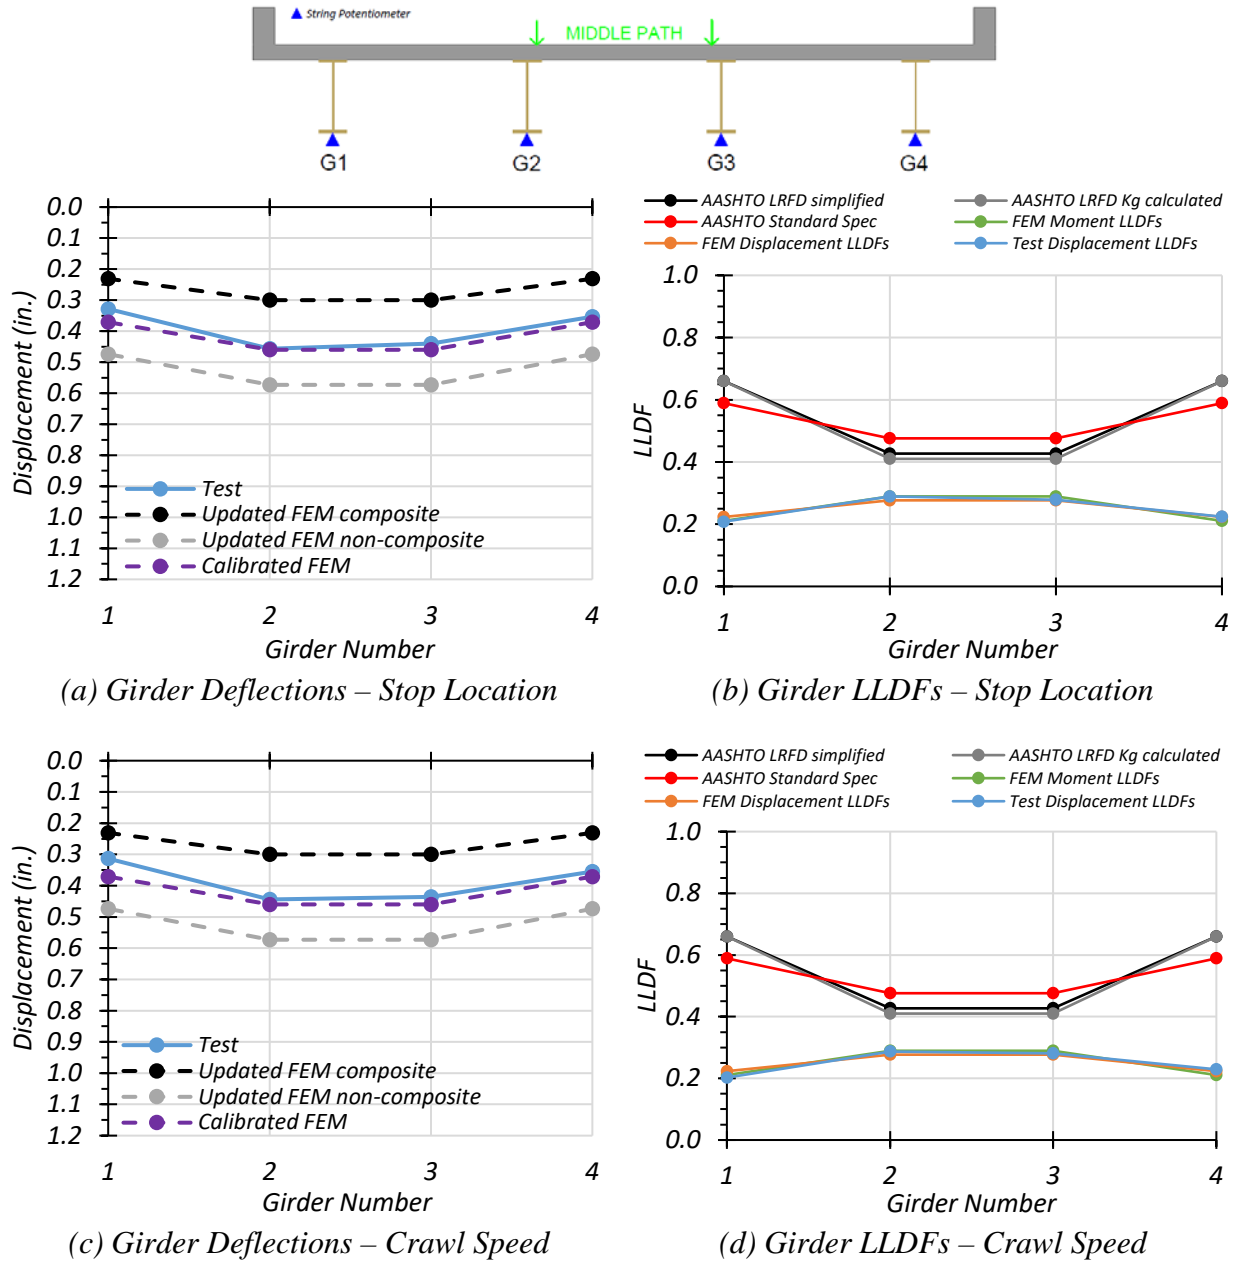 String Potentiometer
MIDDLE PATH
G1 G2 G3 G4
0.0
0.1
0.2
0.3
0.4
0.5
0.6
0.7
0.8
0.9
1.0
1.1
1.2
Displacement (in.)
Test
Updated FEM composite
Updated FEM non-composite
Calibrated FEM
1 2 3 4
Girder Number
(a) Girder Deflections – Stop Location
AASHTO LRFD simplified AASHTO LRFD Kg calculated
AASHTO Standard Spec FEM Moment LLDFs
FEM Displacement LLDFs Test Displacement LLDFs
1.0
0.8
0.6
0.4
0.2
0.0
LLDF
1 2 3 4
Girder Number
(b) Girder LLDFs – Stop Location
0.0
0.1
0.2
0.3
0.4
0.5
0.6
0.7
0.8
0.9
1.0
1.1
1.2
Displacement (in.)
Test
Updated FEM composite
Updated FEM non-composite
Calibrated FEM
1 2 3 4
Girder Number
(c) Girder Deflections – Crawl Speed
AASHTO LRFD simplified AASHTO LRFD Kg calculated
AASHTO Standard Spec FEM Moment LLDFs
FEM Displacement LLDFs Test Displacement LLDFs
1.0
0.8
0.6
0.4
0.2
0.0
LLDF
1 2 3 4
Girder Number
(d) Girder LLDFs – Crawl Speed